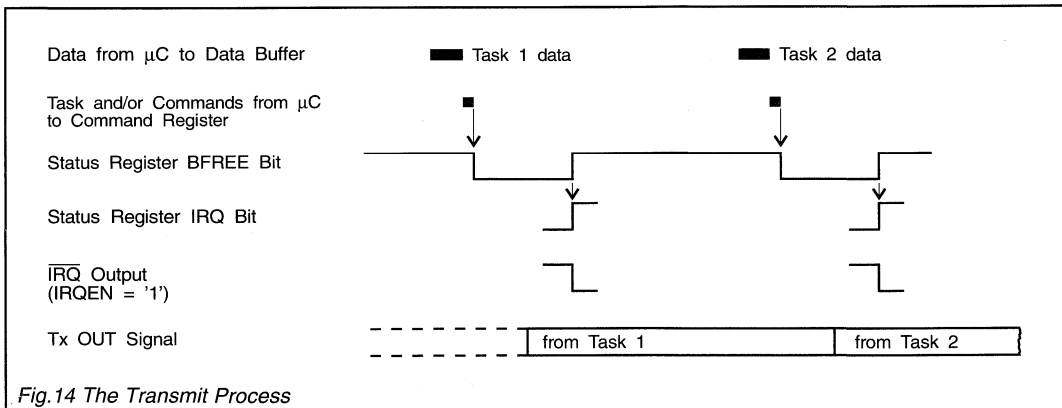 Data from μC to Data Buffer
Task 1 data
Task 2 data
Task and/or Commands from μC
to Command Register
Status Register BFREE Bit
Status Register IRQ Bit
IRQ Output
(IRQEN = '1')
Tx OUT Signal
from Task 1
from Task 2
Fig.14 The Transmit Process